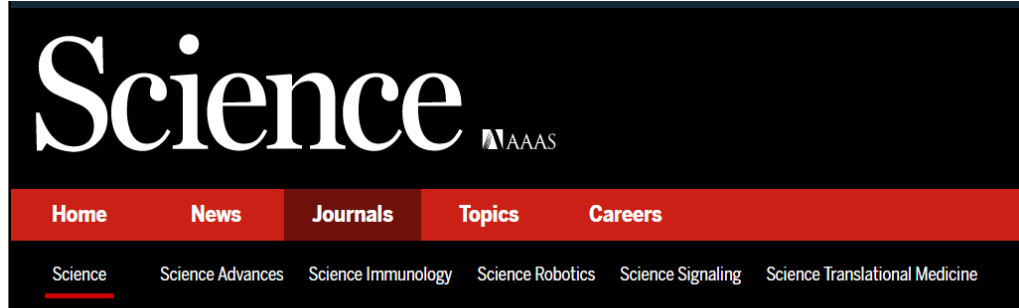 Science AAAS
Home News Journals Topics Careers
Science Science Advances Science Immunology Science Robotics Science Signaling Science Translational Medicine